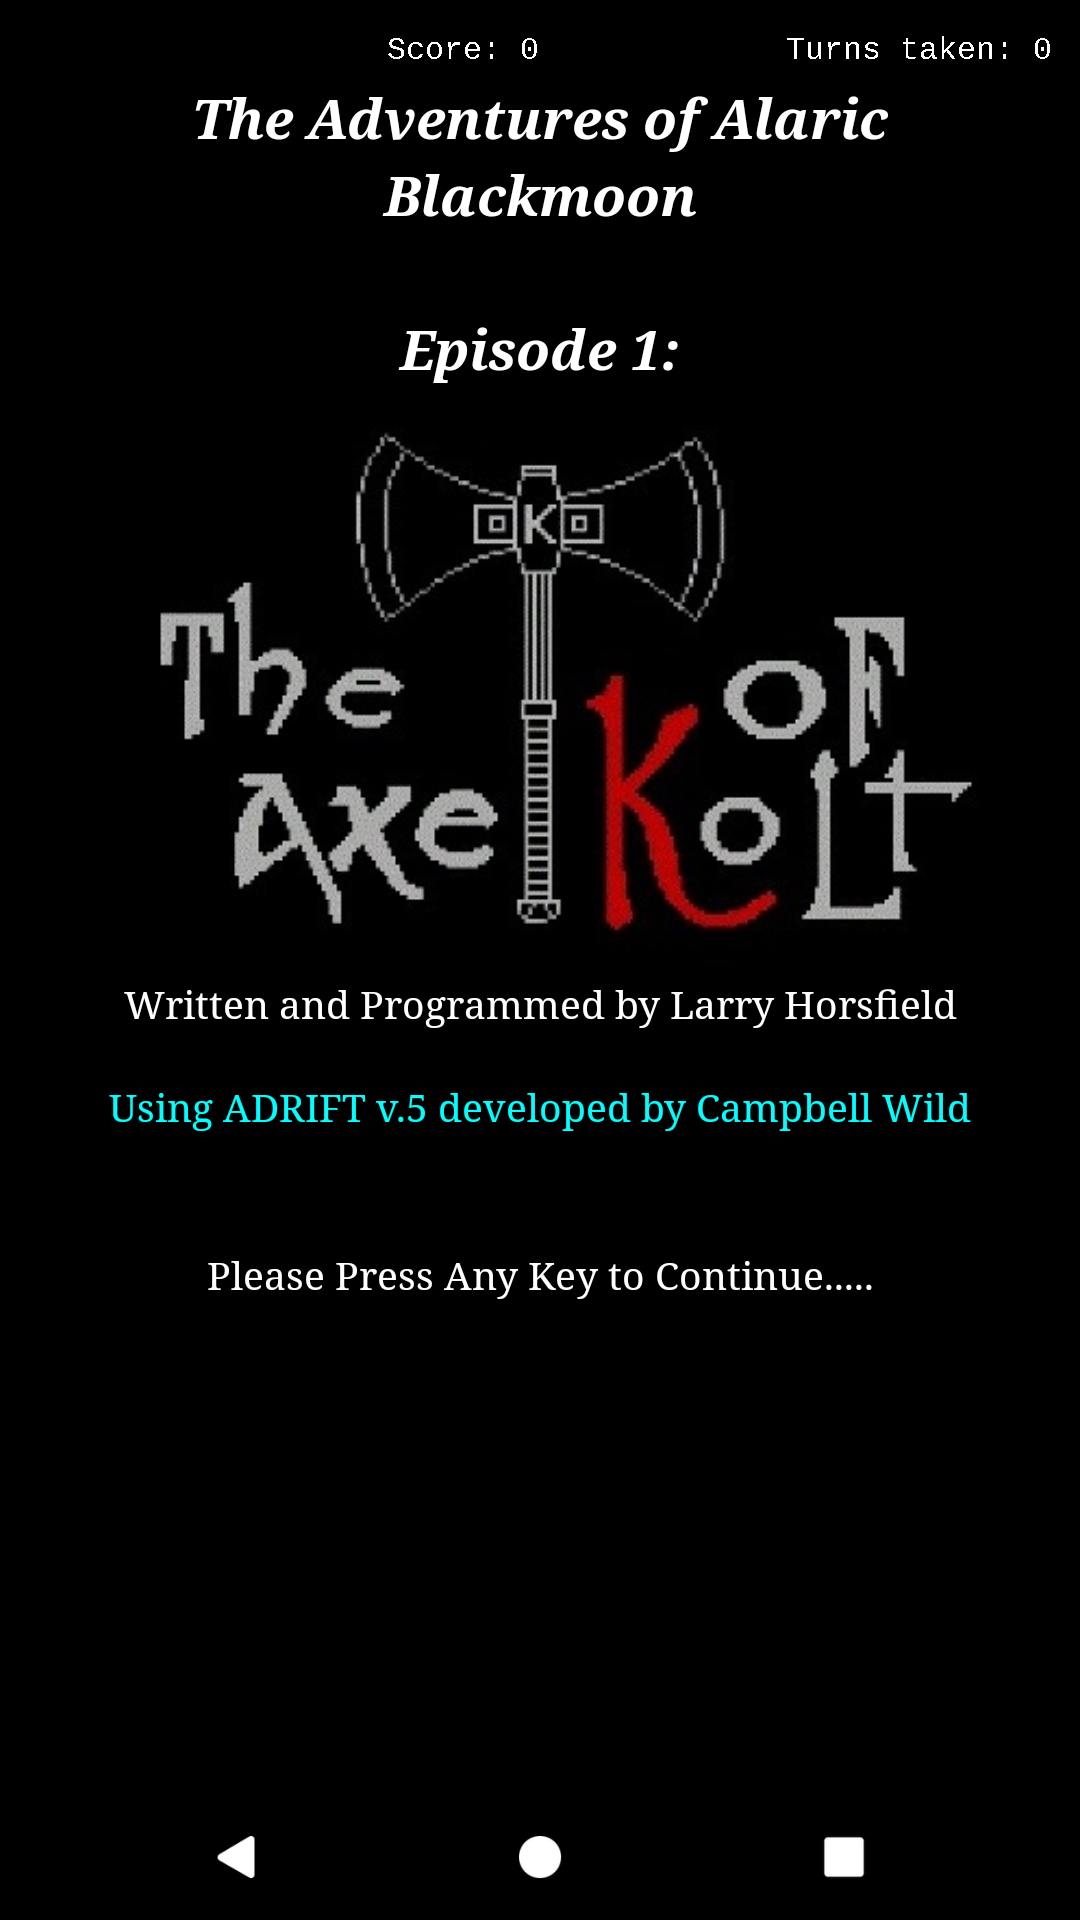 Score: 0 Turns taken: 0
The Adventures of Alaric
Blackmoon
Episode 1:
K
The Axe of Kolt
Written and Programmed by Larry Horsfield
Using ADRIFT v.5 developed by Campbell Wild
Please Press Any Key to Continue.....